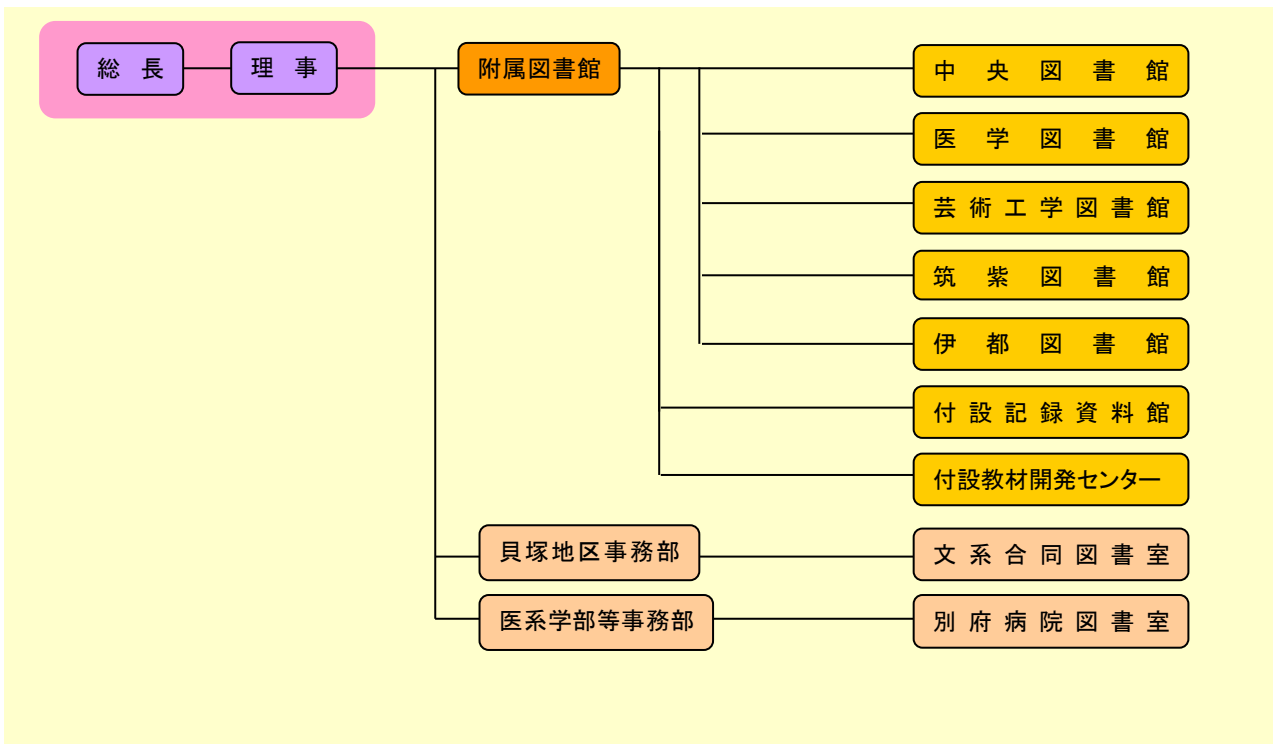 総長
理事
附属図書館
中央図書館
医学図書館
芸術工学図書館
筑紫図書館
伊都図書館
付設記録資料館
付設教材開発センター
貝塚地区事務部
文系合同図書室
医系学部等事務部
別府病院図書室